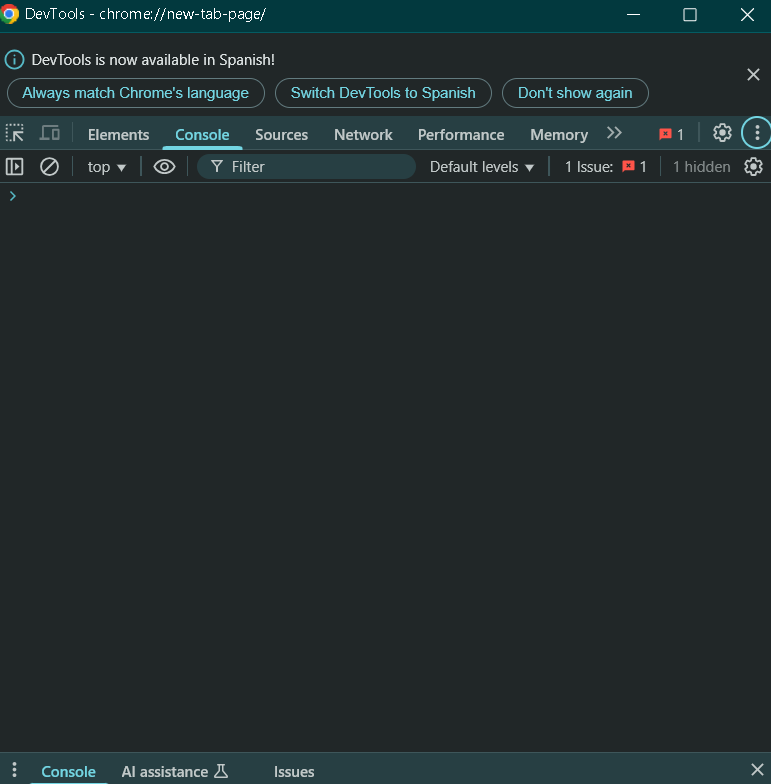 DevTools - chrome://new-tab-page/
DevTools is now available in Spanish!
Always match Chrome's language Switch DevTools to Spanish Don't show again
Elements Console Sources Network Performance Memory 1
top Filter Default levels 1 Issue: 1 1 hidden
Console AI assistance Issues